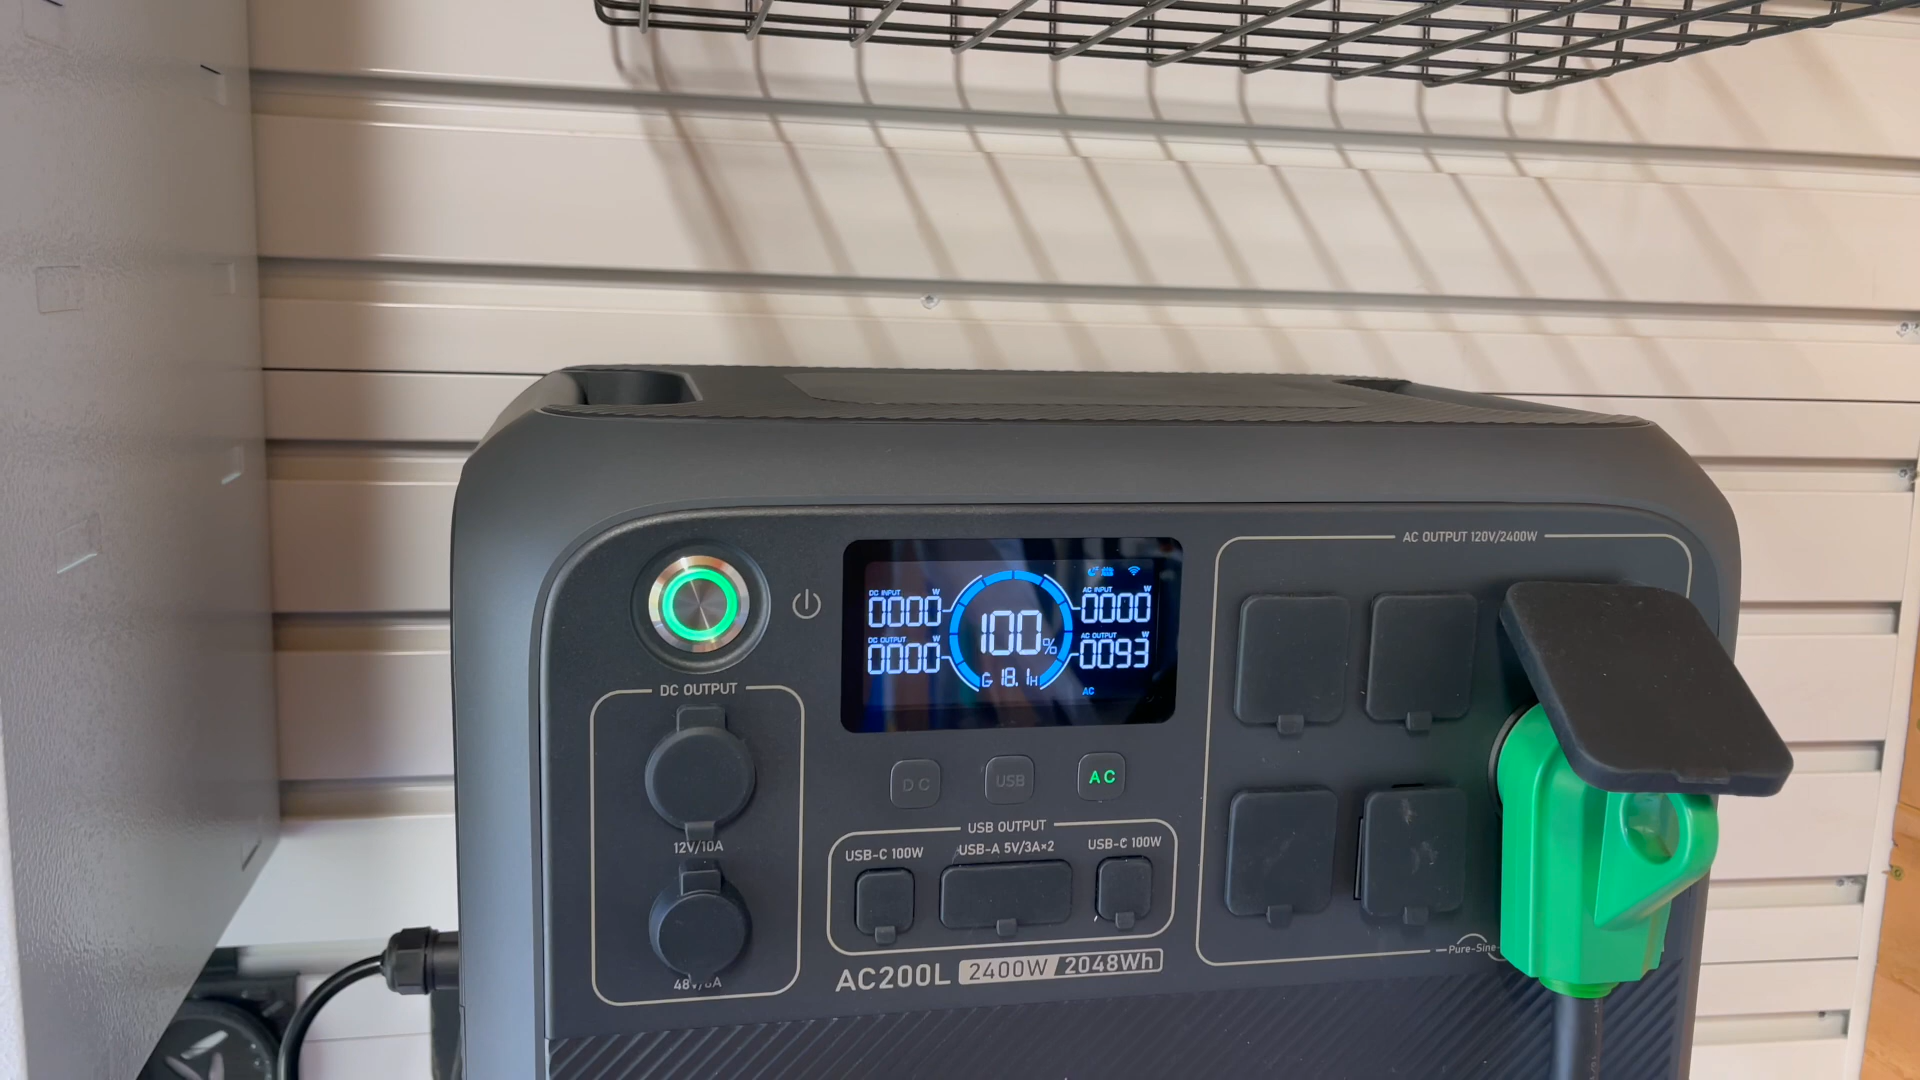 AC OUTPUT 120V/2400W
DC INPUT W
0000
AC INPUT W
0000
DC OUTPUT W
0000
AC OUTPUT W
0093
100%
18.1H
AC
DC OUTPUT
DC
USB
AC
USB OUTPUT
USB-C 100W
USB-A 5V/3A×2
USB-C 100W
12V/10A
Pure-Sine-
AC200L 2400W 2048Wh
48V/8A